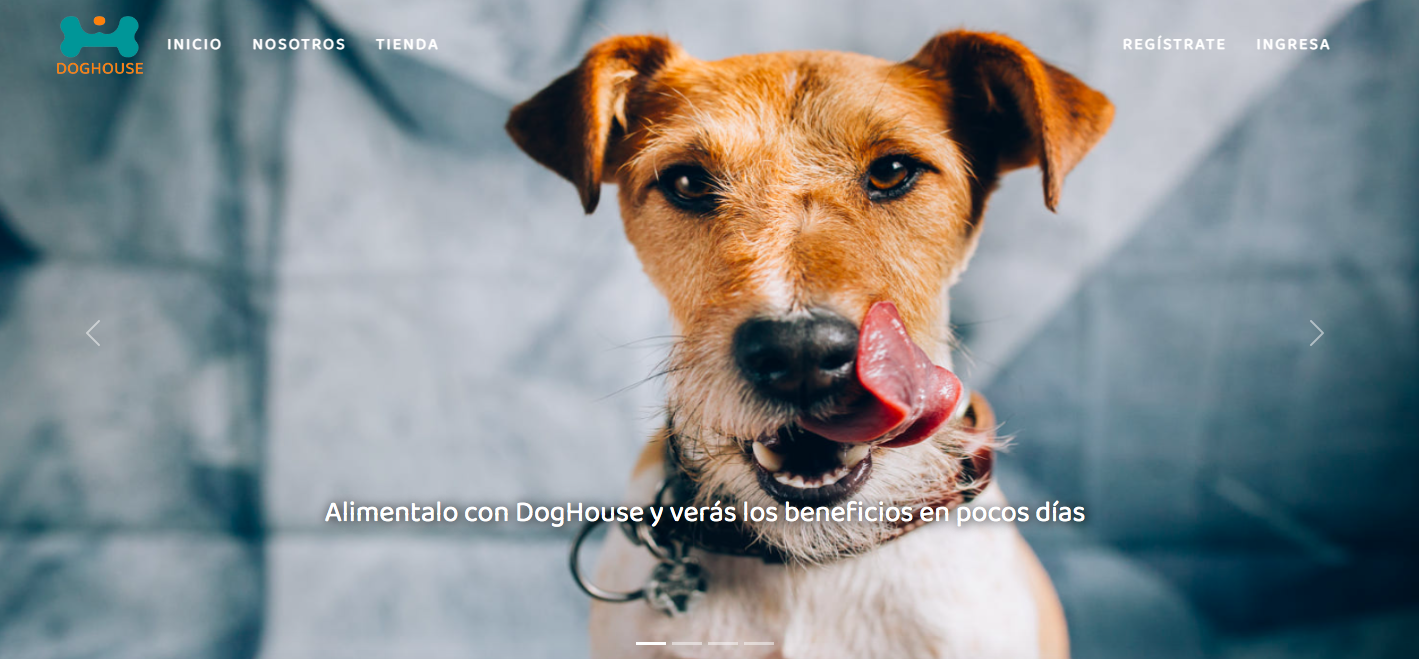 INICIO NOSOTROS TIENDA REGÍSTRATE INGRESA
DOGHOUSE
Alimentalo con DogHouse y verás los beneficios en pocos días